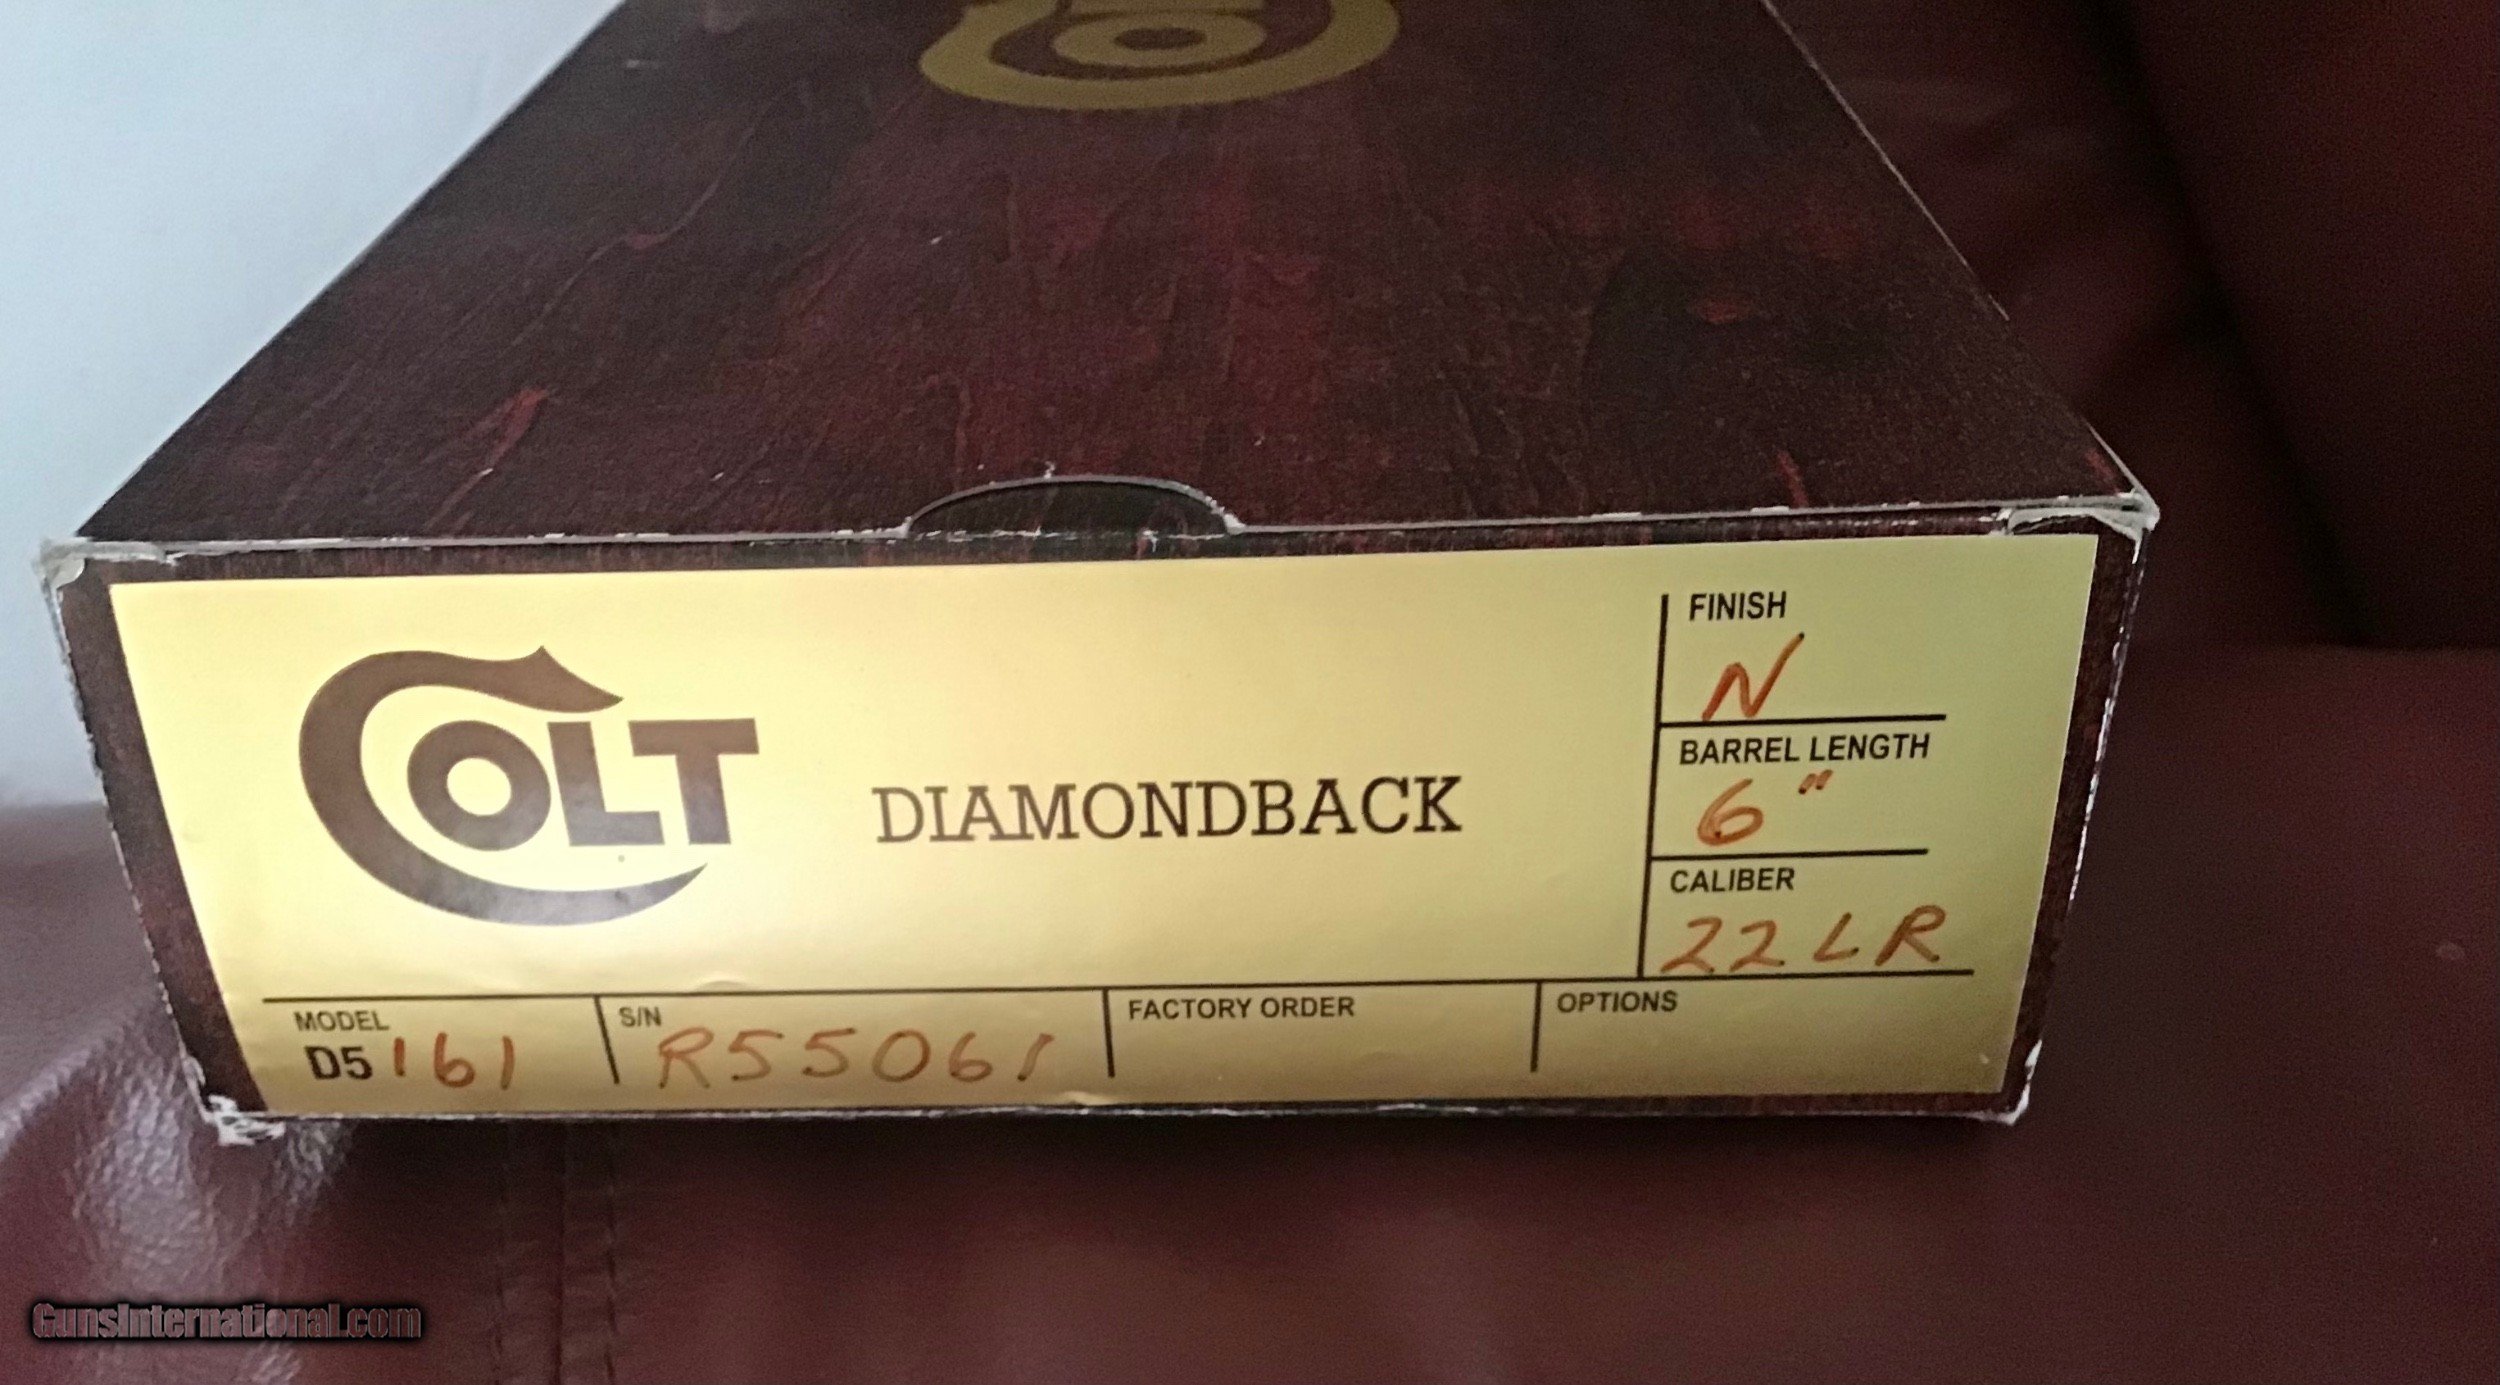 COLT
DIAMONDBACK
FINISH
N
BARREL LENGTH
6"
CALIBER
22LR
MODEL
D5161
S/N
R55061
FACTORY ORDER
OPTIONS
GunsInternational.com